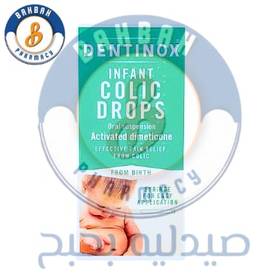 BAHBAH
PHARMACY
DENTINOX
INFANT
COLIC
DROPS
Oral suspension
Activated dimeticone
EFFECTIVE PAIN RELIEF
FROM COLIC
FROM BIRTH
SYRINGE
FOR EASY
APPLICATION
صيدلية بحبح